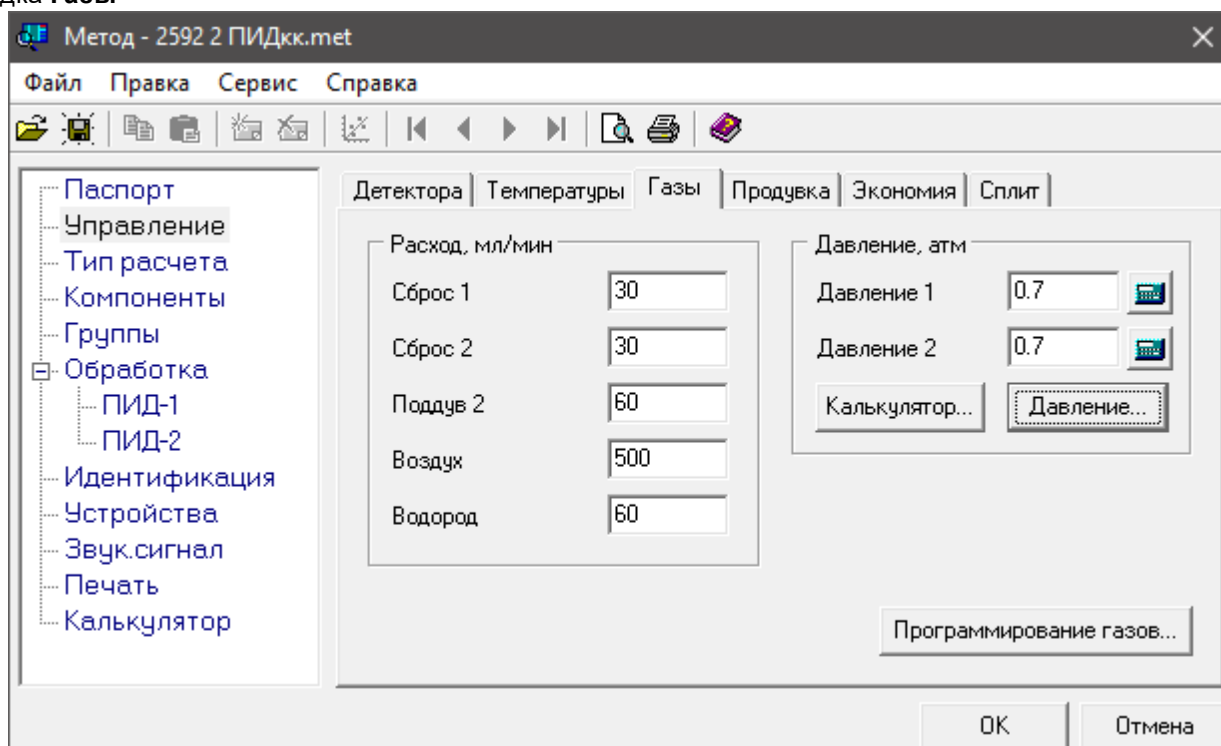 Газы
Метод - 2592 2 ПИДкк.met
Файл Правка Сервис Справка
Паспорт
Управление
Тип расчета
Компоненты
Группы
Обработка
ПИД-1
ПИД-2
Идентификация
Устройства
Звук.сигнал
Печать
Калькулятор
Детектора Температуры Газы Продувка Экономия Сплит
Расход, мл/мин
Сброс 1 30
Сброс 2 30
Поддув 2 60
Воздух 500
Водород 60
Давление, атм
Давление 1 0.7
Давление 2 0.7
Калькулятор... Давление...
Программирование газов...
OK Отмена